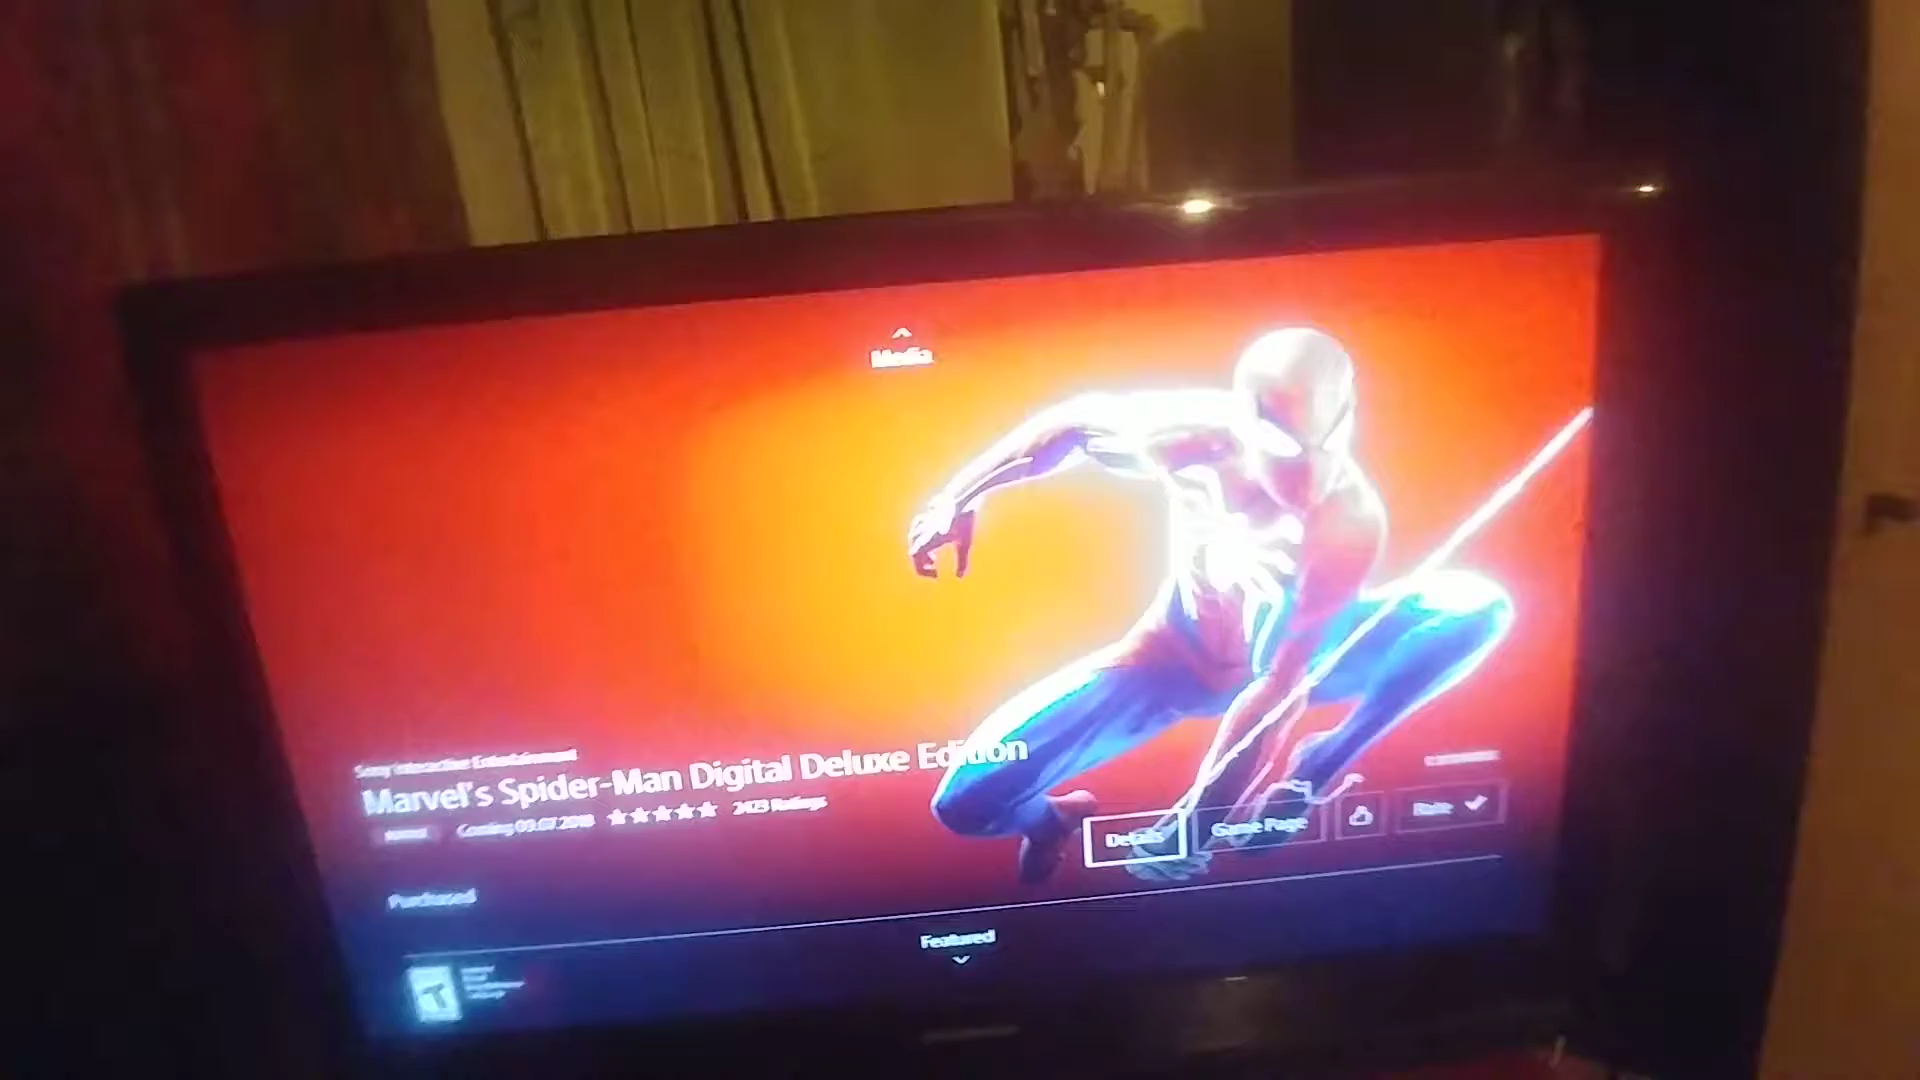 Media
Sony Interactive Entertainment
Marvel's Spider-Man Digital Deluxe Edition
Coming 09.07.2018 ★★★★★ 2423 Ratings
Details Game Page Rate
Purchased
Featured
T